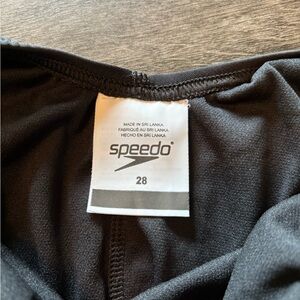 MADE IN SRI LANKA
FABRIQUÉ AU SRI LANKA
HECHO EN SRI LANKA
speedo
28